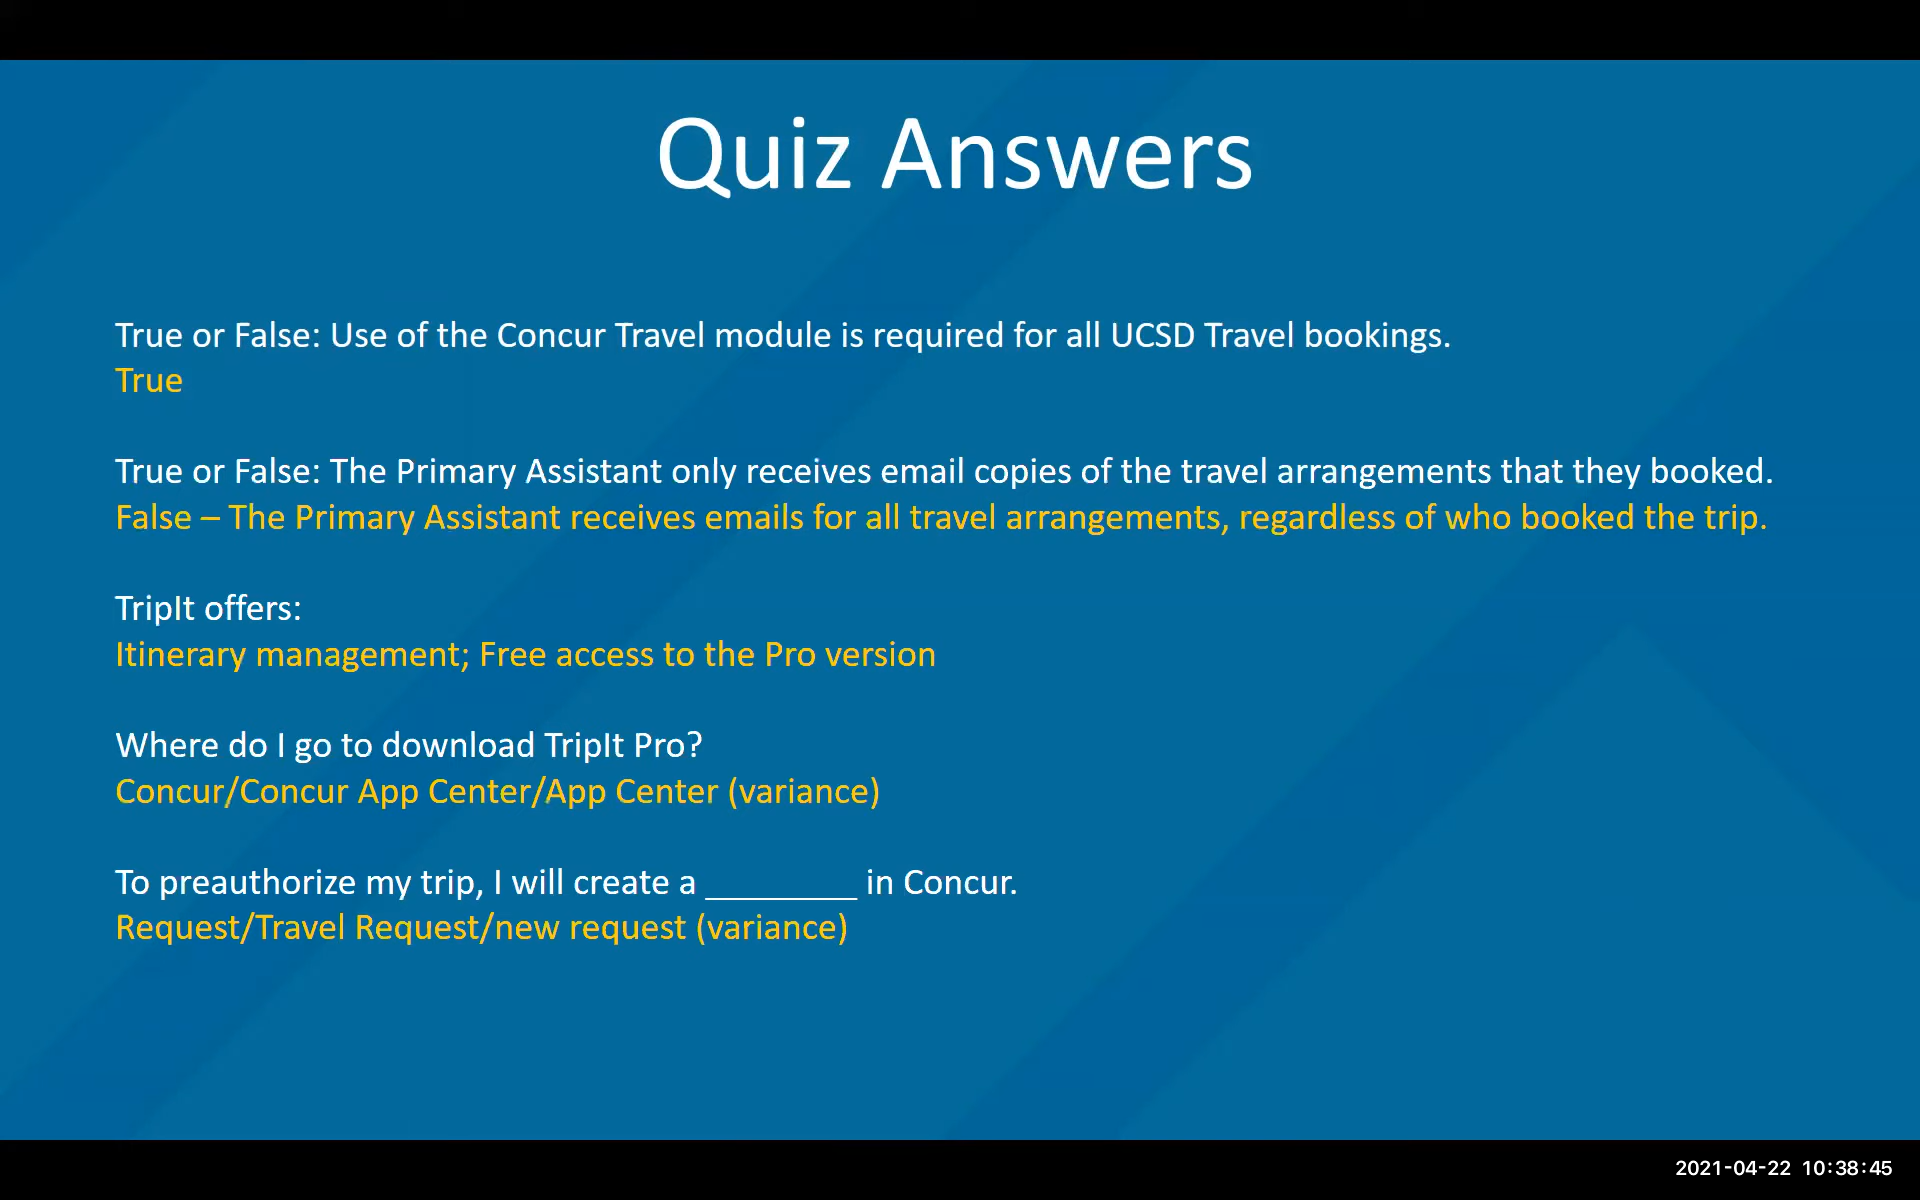 Quiz Answers
True or False: Use of the Concur Travel module is required for all UCSD Travel bookings.
True
True or False: The Primary Assistant only receives email copies of the travel arrangements that they booked.
False – The Primary Assistant receives emails for all travel arrangements, regardless of who booked the trip.
TripIt offers:
Itinerary management; Free access to the Pro version
Where do I go to download TripIt Pro?
Concur/Concur App Center/App Center (variance)
To preauthorize my trip, I will create a ________ in Concur.
Request/Travel Request/new request (variance)
2021-04-22 10:38:45